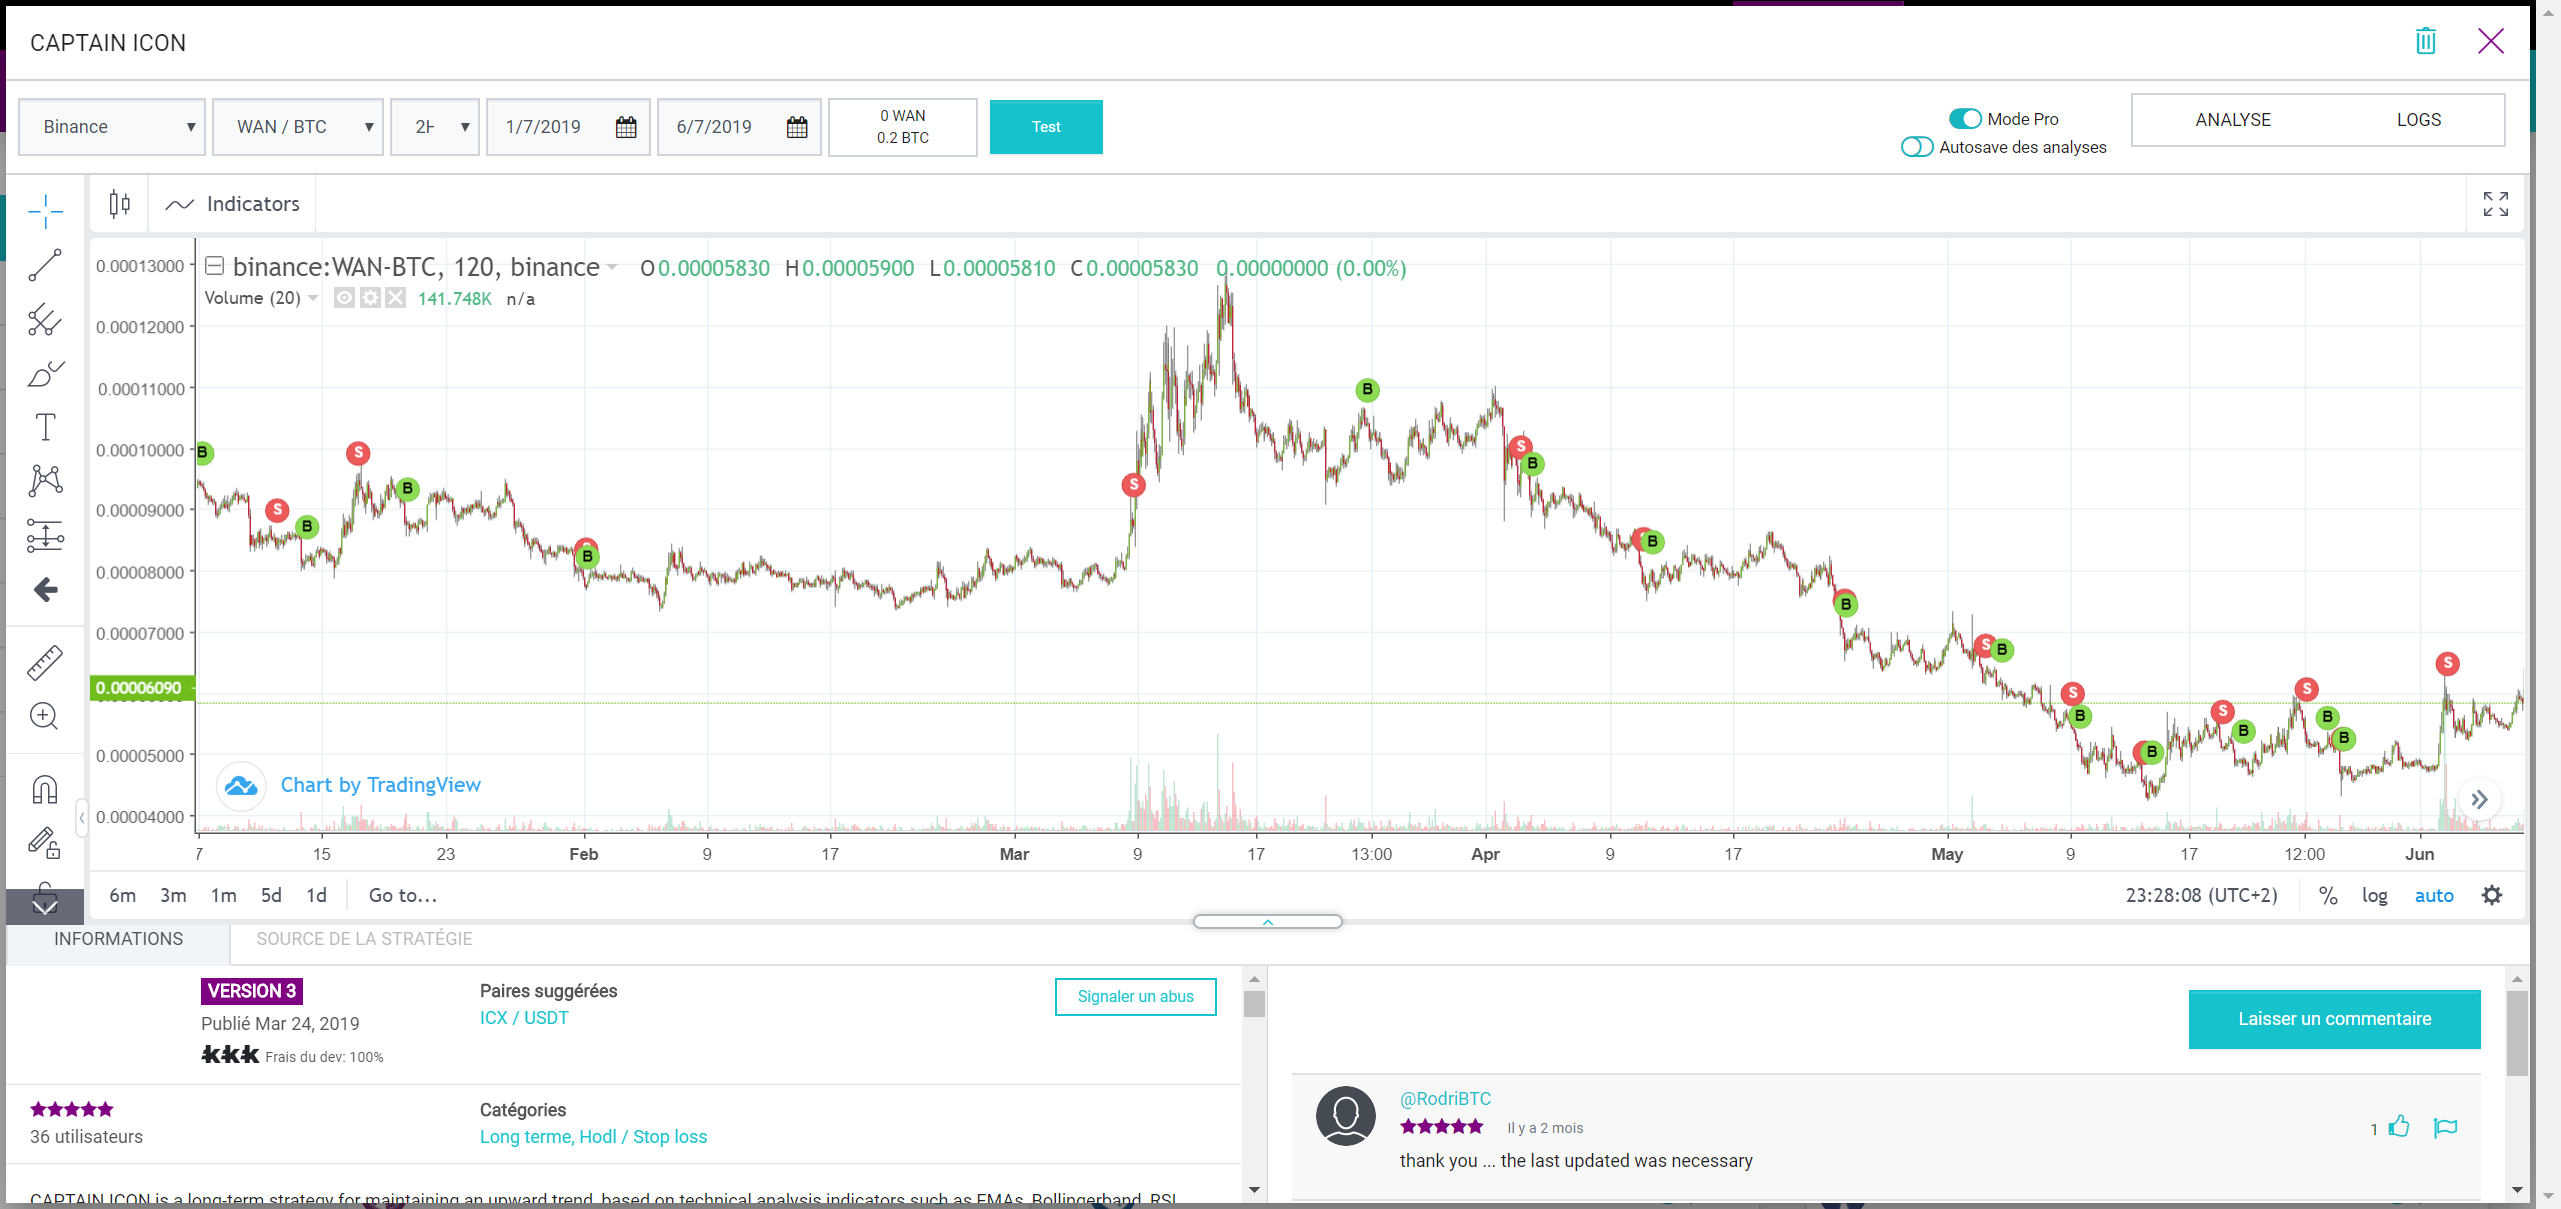 CAPTAIN ICON
Binance
WAN / BTC
1/7/2019
6/7/2019
0 WAN
0.2 BTC
Test
Mode Pro
Autosave des analyses
ANALYSE
LOGS
Indicators
binance:WAN-BTC, 120, binance O0.00005830 H0.00005900 L0.00005810 C0.00005830 0.00000000 (0.00%)
Volume (20) 141.748K n/a
0.00013000
0.00012000
0.00011000
0.00010000
0.00009000
0.00008000
0.00007000
0.00006090
0.00005000
0.00004000
B S B S B B S B S B S B S B S B S B B S B S B B S
Chart by TradingView
7 15 23 Feb 9 17 Mar 9 17 13:00 Apr 9 17 May 9 17 12:00 Jun
6m 3m 1m 5d 1d Go to...
23:28:08 (UTC+2) % log auto
INFORMATIONS
SOURCE DE LA STRATÉGIE
VERSION 3
Publié Mar 24, 2019
Frais du dev: 100%
Paires suggérées
ICX / USDT
Signaler un abus
36 utilisateurs
Catégories
Long terme, Hodl / Stop loss
CAPTAIN ICON is a long-term strategy for maintaining an upward trend, based on technical analysis indicators such as EMAs, Bollingerband, RSI
Laisser un commentaire
@RodriBTC
Il y a 2 mois
1
thank you ... the last updated was necessary